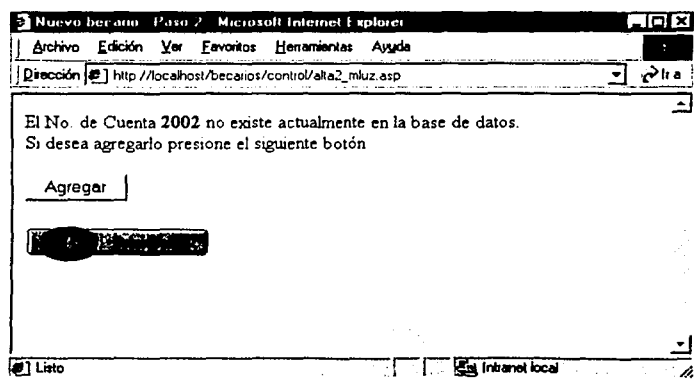 Nuevo becario - Paso 2 - Microsoft Internet Explorer
Archivo Edición Ver Favoritos Herramientas Ayuda
Dirección http://localhost/becarios/control/alta2_mluz.asp Ir a
El No. de Cuenta 2002 no existe actualmente en la base de datos.
Si desea agregarlo presione el siguiente botón
Agregar
Listo Intranet local